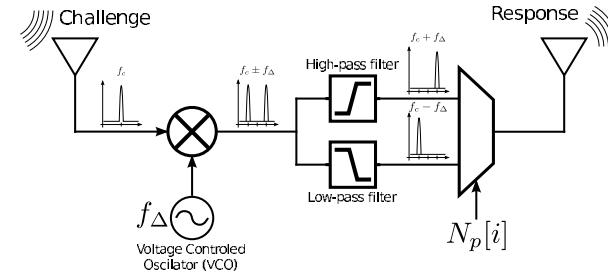 Challenge
Response
f_c
f_c ± f_Δ
High-pass filter
f_c + f_Δ
f_c − f_Δ
Low-pass filter
f_Δ
Voltage Controled
Oscilator (VCO)
N_p[i]